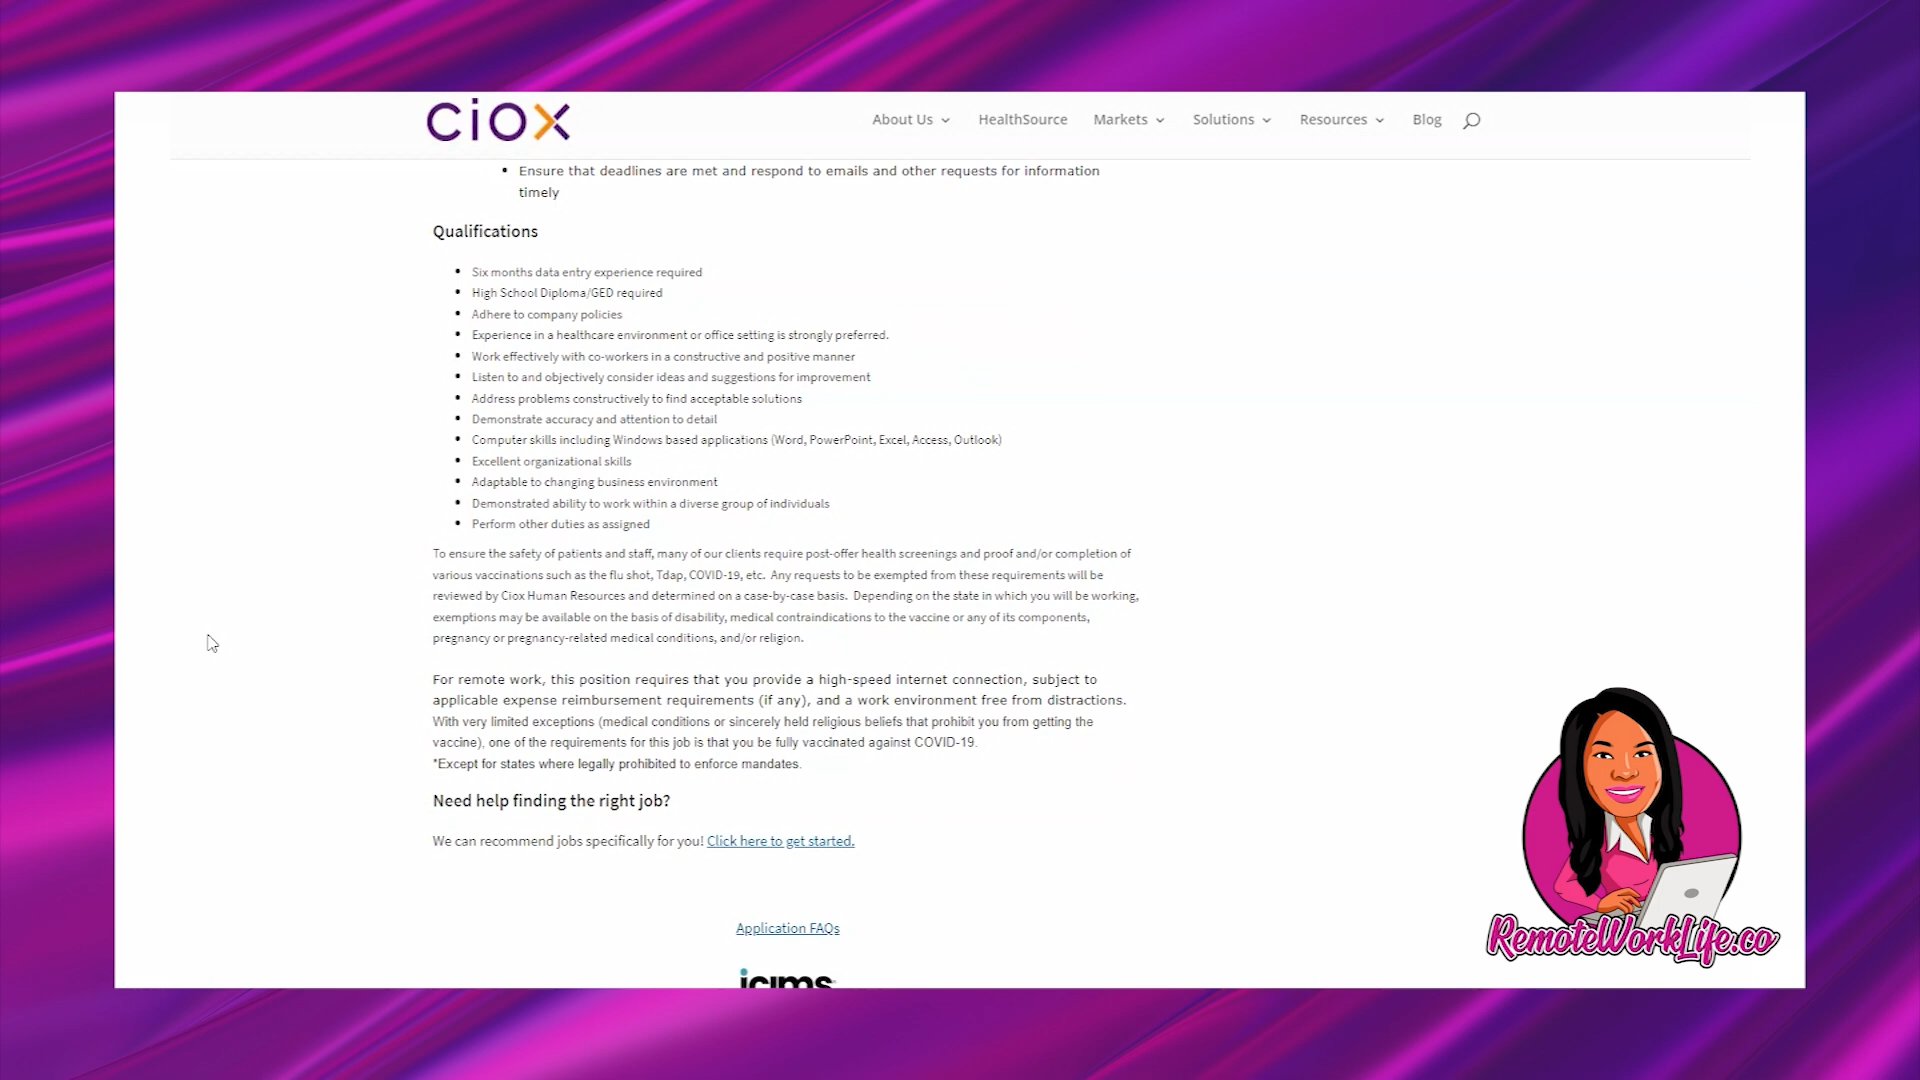 ciox
About Us
HealthSource
Markets
Solutions
Resources
Blog
• Ensure that deadlines are met and respond to emails and other requests for information
timely
Qualifications
• Six months data entry experience required
• High School Diploma/GED required
• Adhere to company policies
• Experience in a healthcare environment or office setting is strongly preferred.
• Work effectively with co-workers in a constructive and positive manner
• Listen to and objectively consider ideas and suggestions for improvement
• Address problems constructively to find acceptable solutions
• Demonstrate accuracy and attention to detail
• Computer skills including Windows based applications (Word, PowerPoint, Excel, Access, Outlook)
• Excellent organizational skills
• Adaptable to changing business environment
• Demonstrated ability to work within a diverse group of individuals
• Perform other duties as assigned
To ensure the safety of patients and staff, many of our clients require post-offer health screenings and proof and/or completion of
various vaccinations such as the flu shot, Tdap, COVID-19, etc. Any requests to be exempted from these requirements will be
reviewed by Ciox Human Resources and determined on a case-by-case basis. Depending on the state in which you will be working,
exemptions may be available on the basis of disability, medical contraindications to the vaccine or any of its components,
pregnancy or pregnancy-related medical conditions, and/or religion.
For remote work, this position requires that you provide a high-speed internet connection, subject to
applicable expense reimbursement requirements (if any), and a work environment free from distractions.
With very limited exceptions (medical conditions or sincerely held religious beliefs that prohibit you from getting the
vaccine), one of the requirements for this job is that you be fully vaccinated against COVID-19.
*Except for states where legally prohibited to enforce mandates.
Need help finding the right job?
We can recommend jobs specifically for you! Click here to get started.
Application FAQs
icims
RemoteWorkLife.co